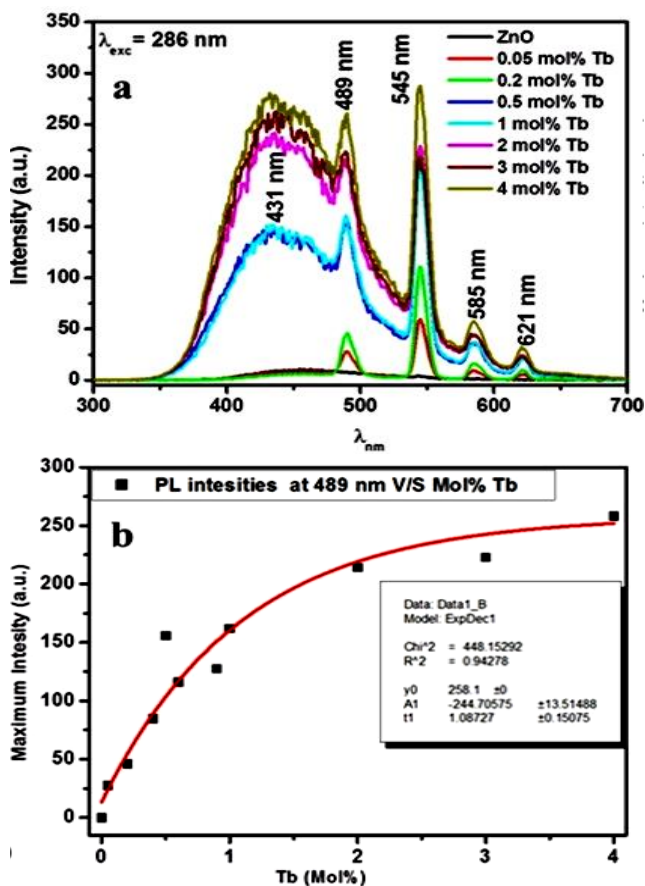 λexc = 286 nm
a
ZnO
0.05 mol% Tb
0.2 mol% Tb
0.5 mol% Tb
1 mol% Tb
2 mol% Tb
3 mol% Tb
4 mol% Tb
431 nm
489 nm
545 nm
585 nm
621 nm
Intensity (a.u.)
350
300
250
200
150
100
50
0
300 400 500 600 700
λnm
PL intesities at 489 nm V/S Mol% Tb
b
Maximum Intesity (a.u.)
300
250
200
150
100
50
0
Data: Data1_B
Model: ExpDec1
Chi^2 = 448.15292
R^2 = 0.94278
y0 258.1 ±0
A1 -244.70575 ±13.51488
t1 1.08727 ±0.15075
0 1 2 3 4
Tb (Mol%)